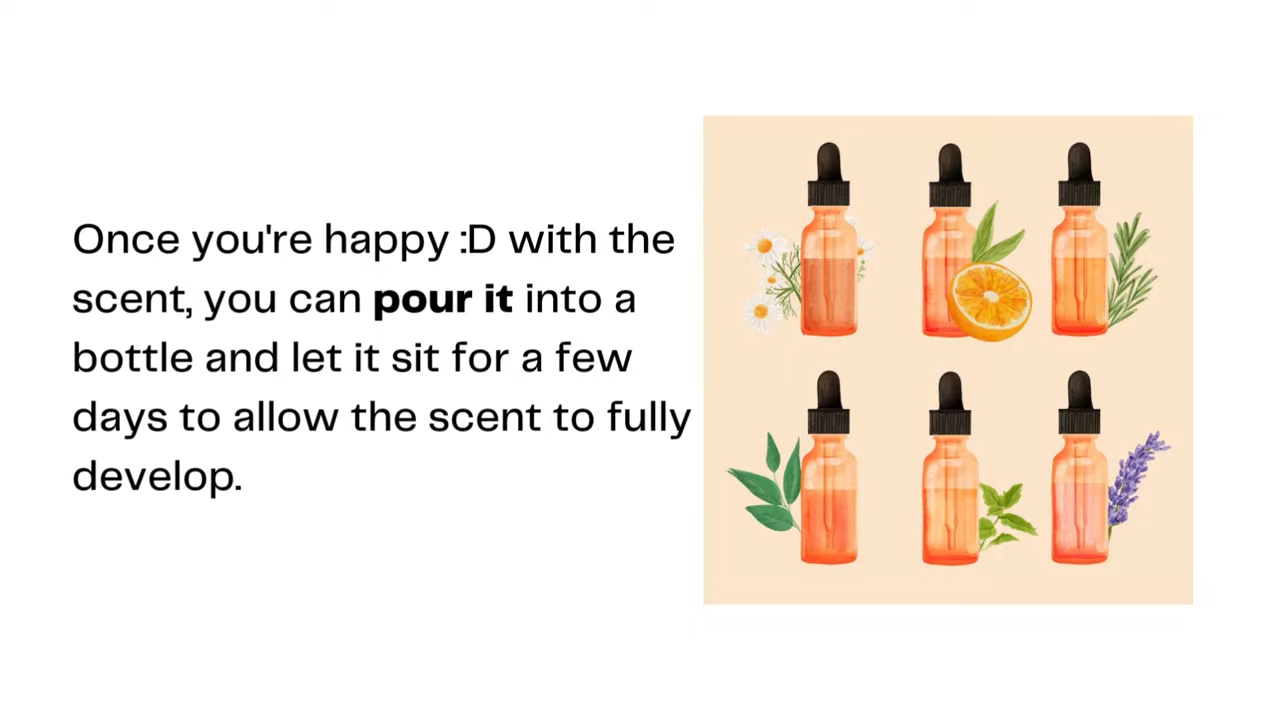 Once you're happy :D with the
scent, you can pour it into a
bottle and let it sit for a few
days to allow the scent to fully
develop.